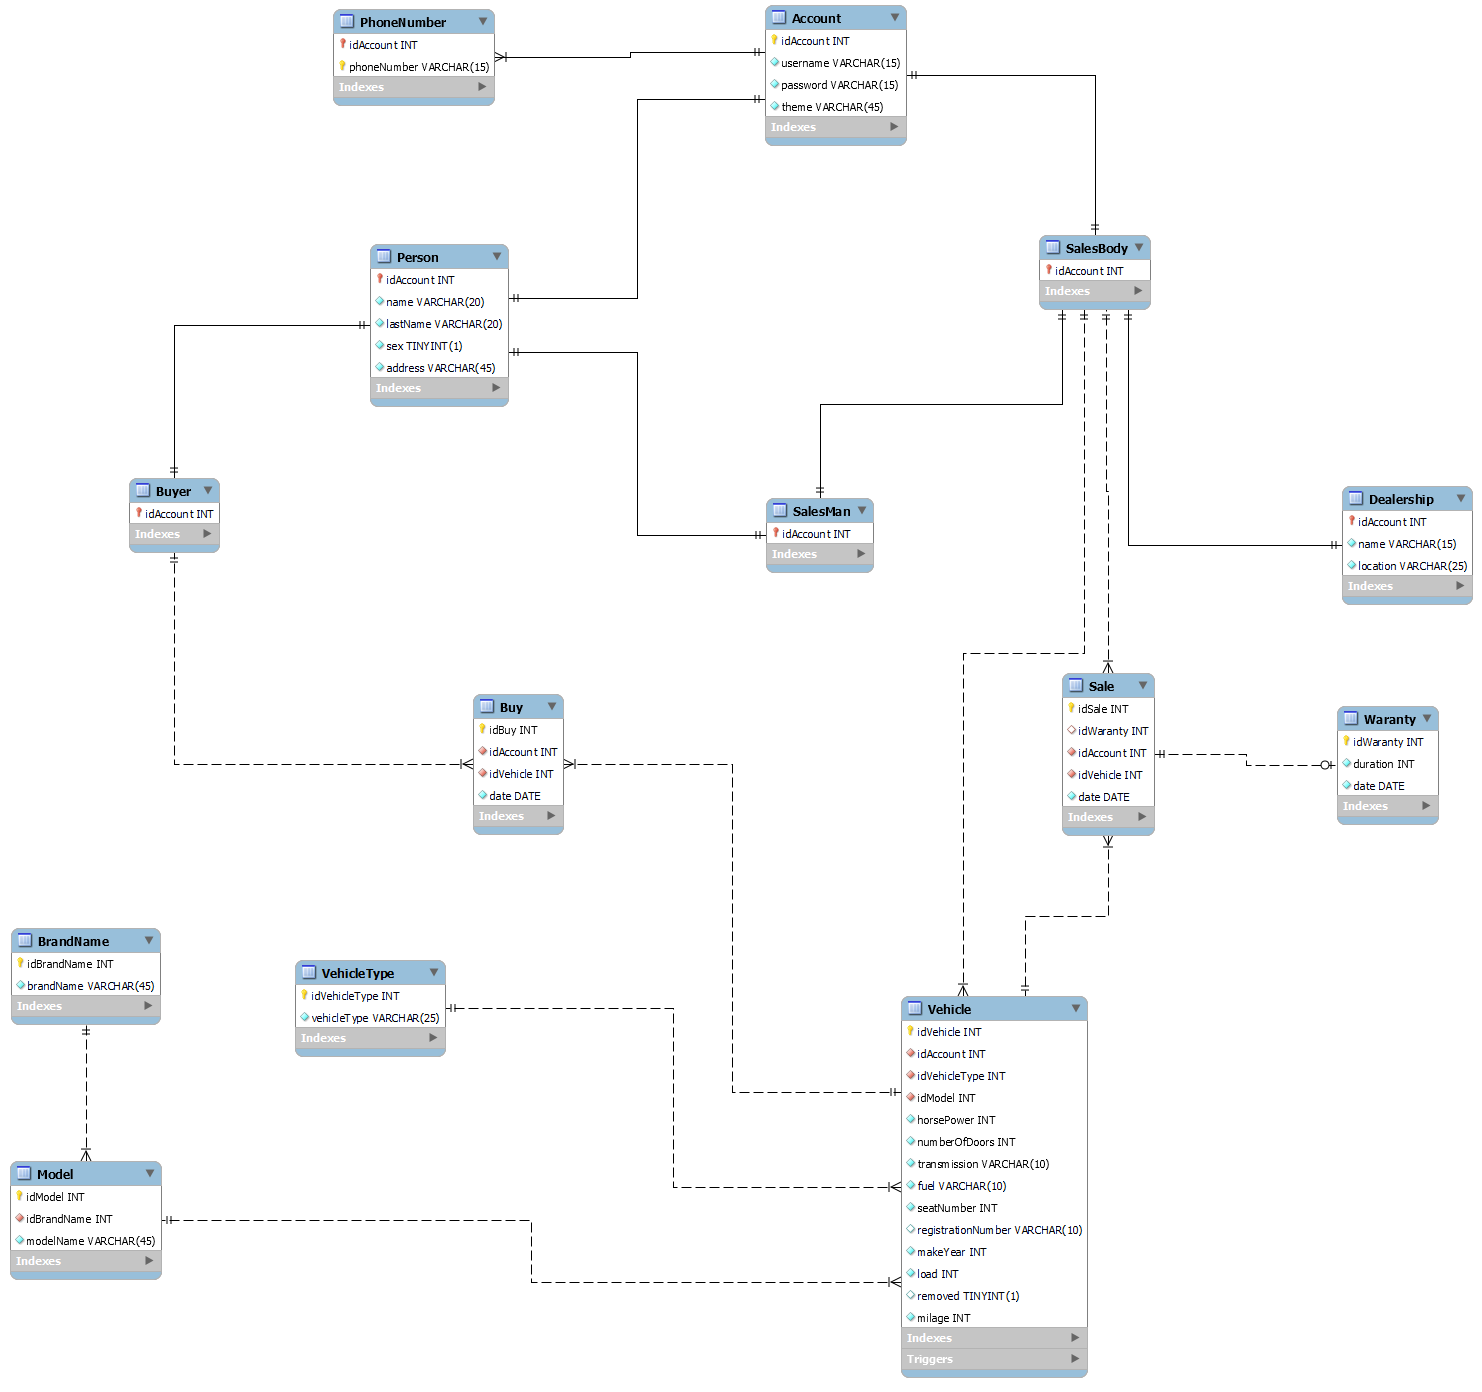 PhoneNumber
idAccount INT
phoneNumber VARCHAR(15)
Indexes
Account
idAccount INT
username VARCHAR(15)
password VARCHAR(15)
theme VARCHAR(45)
Indexes
Person
idAccount INT
name VARCHAR(20)
lastName VARCHAR(20)
sex TINYINT(1)
address VARCHAR(45)
Indexes
SalesBody
idAccount INT
Indexes
Buyer
idAccount INT
Indexes
SalesMan
idAccount INT
Indexes
Dealership
idAccount INT
name VARCHAR(15)
location VARCHAR(25)
Indexes
Buy
idBuy INT
idAccount INT
idVehicle INT
date DATE
Indexes
Sale
idSale INT
idWaranty INT
idAccount INT
idVehicle INT
date DATE
Indexes
Waranty
idWaranty INT
duration INT
date DATE
Indexes
BrandName
idBrandName INT
brandName VARCHAR(45)
Indexes
VehicleType
idVehicleType INT
vehicleType VARCHAR(25)
Indexes
Vehicle
idVehicle INT
idAccount INT
idVehicleType INT
idModel INT
horsePower INT
numberOfDoors INT
transmission VARCHAR(10)
fuel VARCHAR(10)
seatNumber INT
registrationNumber VARCHAR(10)
makeYear INT
load INT
removed TINYINT(1)
milage INT
Indexes
Triggers
Model
idModel INT
idBrandName INT
modelName VARCHAR(45)
Indexes